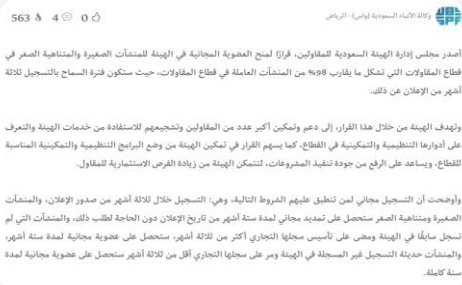 وكالة الأنباء السعودية (واس) - الرياض
0 4 563
أصدر مجلس إدارة الهيئة السعودية للمقاولين، قرارًا لمنح العضوية المجانية في الهيئة للمنشآت الصغيرة والمتناهية الصغر في
قطاع المقاولات التي تشكل ما يقارب 98% من المنشآت العاملة في قطاع المقاولات، حيث ستكون فترة السماح بالتسجيل ثلاثة
أشهر من الإعلان عن ذلك.
وتهدف الهيئة من خلال هذا القرار، إلى دعم وتمكين أكبر عدد من المقاولين وتشجيعهم للاستفادة من خدمات الهيئة والتعرف
على أدوارها التنظيمية والتمكينية في القطاع، كما يسهم القرار في تمكين الهيئة من وضع البرامج التنظيمية والتمكينية المناسبة
للقطاع، ويساعد على الرفع من جودة تنفيذ المشروعات، لتتمكن الهيئة من زيادة الفرص الاستثمارية للمقاول.
وأوضحت أن التسجيل مجاني لمن تنطبق عليهم الشروط التالية، وهي: التسجيل خلال ثلاثة أشهر من صدور الإعلان، والمنشآت
الصغيرة ومتناهية الصغر ستحصل على تمديد مجاني لمدة ستة أشهر من تاريخ الإعلان دون الحاجة لطلب ذلك، والمنشآت التي لم
تسجل سابقًا في الهيئة ومضى على تأسيس سجلها التجاري أكثر من ثلاثة أشهر، ستحصل على عضوية مجانية لمدة ستة أشهر،
والمنشآت حديثة التسجيل غير المسجلة في الهيئة ومر على سجلها التجاري أقل من ثلاثة أشهر ستحصل على عضوية مجانية لمدة
سنة كاملة.